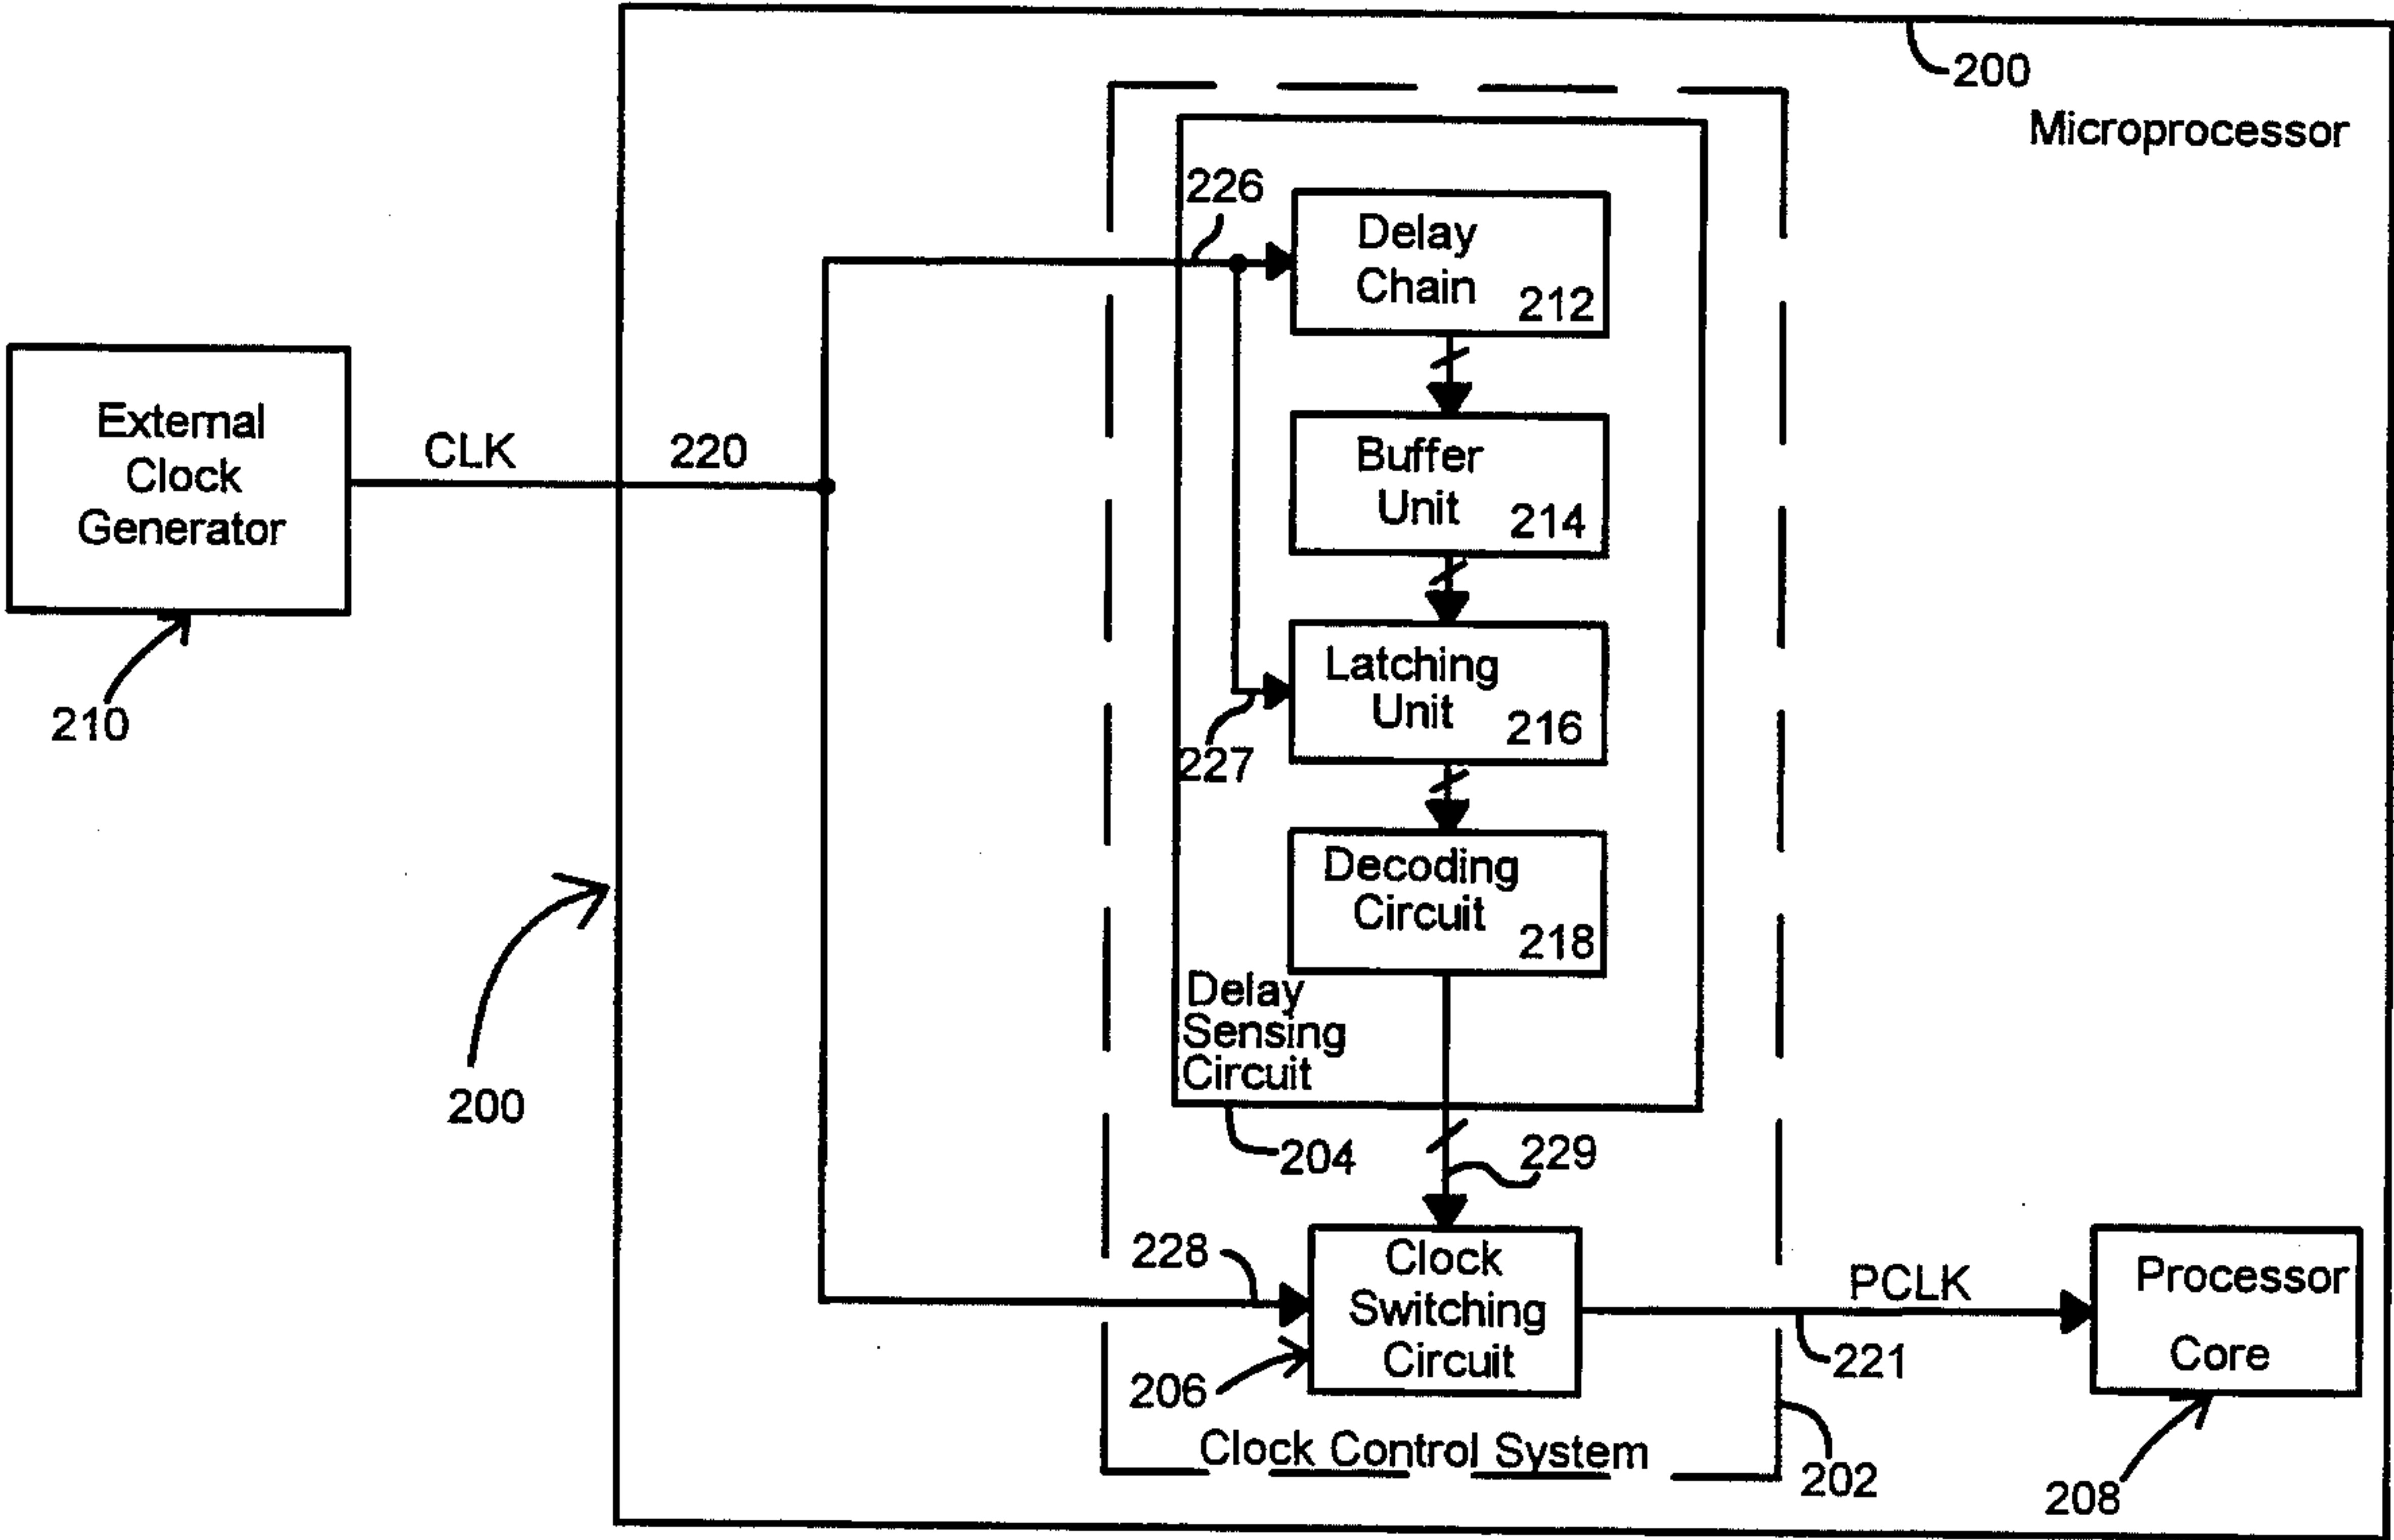 200
Microprocessor
226
Delay
Chain
212
External
Clock
Generator
CLK
220
Buffer
Unit
214
210
Latching
Unit
216
227
Decoding
Circuit
218
Delay
Sensing
Circuit
200
204
229
228
Clock
Switching
Circuit
206
PCLK
221
Processor
Core
Clock Control System
202
208